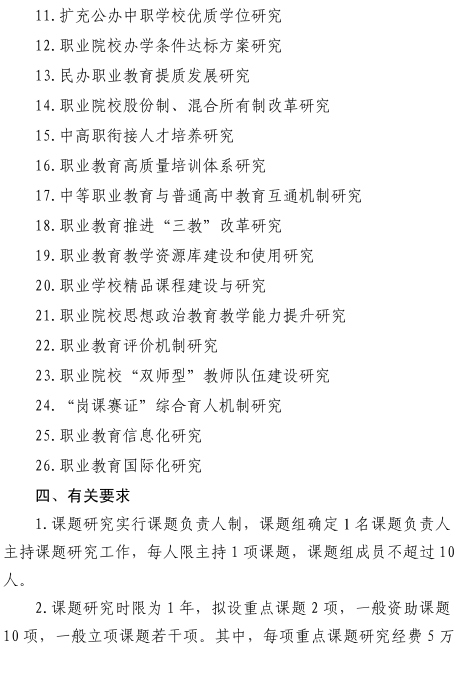 11. 扩充公办中职学校优质学位研究
12. 职业院校办学条件达标方案研究
13. 民办职业教育提质发展研究
14. 职业院校股份制、混合所有制改革研究
15. 中高职衔接人才培养研究
16. 职业教育高质量培训体系研究
17. 中等职业教育与普通高中教育互通机制研究
18. 职业教育推进“三教”改革研究
19. 职业教育教学资源库建设和使用研究
20. 职业学校精品课程建设与研究
21. 职业院校思想政治教育教学能力提升研究
22. 职业教育评价机制研究
23. 职业院校“双师型”教师队伍建设研究
24. “岗课赛证”综合育人机制研究
25. 职业教育信息化研究
26. 职业教育国际化研究
四、有关要求
1. 课题研究实行课题负责人制，课题组确定 1 名课题负责人
主持课题研究工作，每人限主持 1 项课题，课题组成员不超过 10
人。
2. 课题研究时限为 1 年，拟设重点课题 2 项，一般资助课题
10 项，一般立项课题若干项。其中，每项重点课题研究经费 5 万